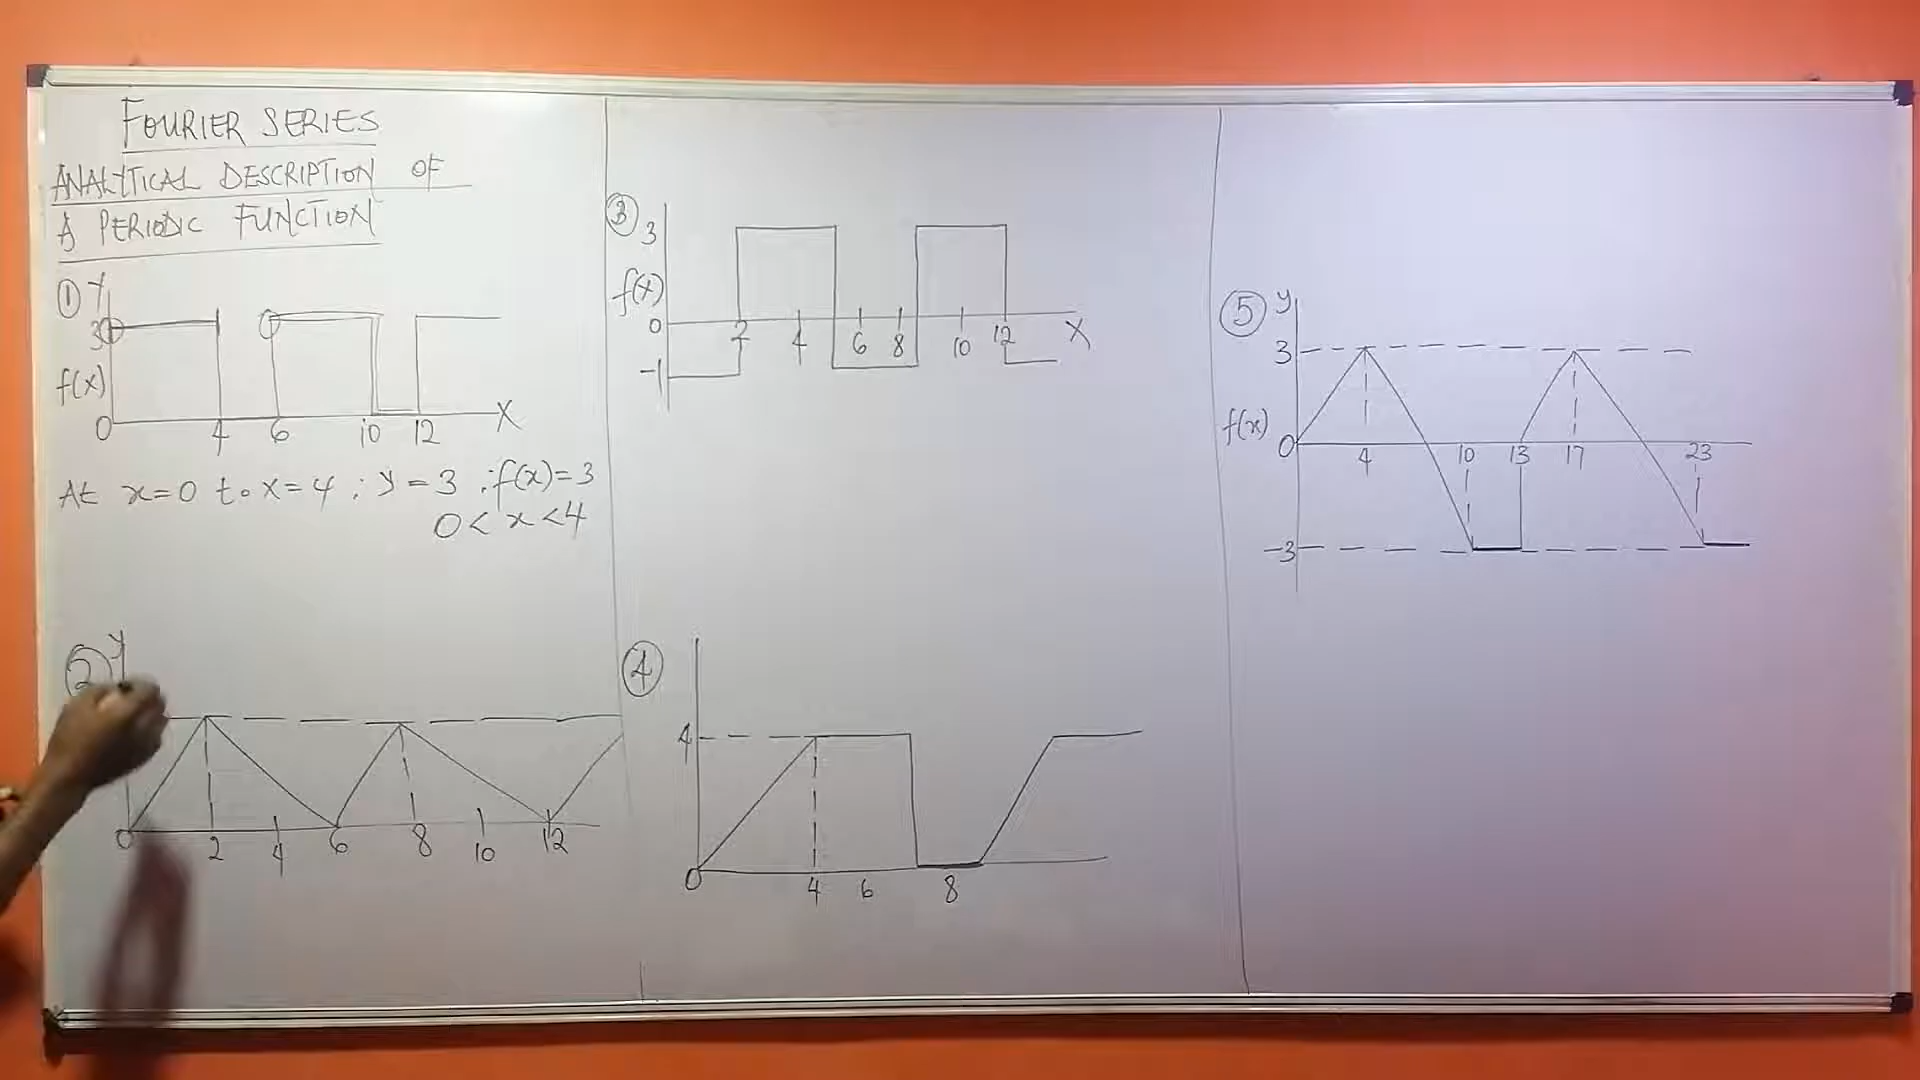 FOURIER SERIES
ANALYTICAL DESCRIPTION OF
A PERIODIC FUNCTION
① Y
3
f(x)
0 4 6 10 12 X
At x=0 to x=4 ; y=3 ; f(x)=3
0< x <4
② y
0 2 4 6 8 10 12
③ 3
f(x)
0 2 4 6 8 10 12 X
-1
④
4
0 4 6 8
⑤ y
3
f(x)
0 4 10 13 17 23
-3